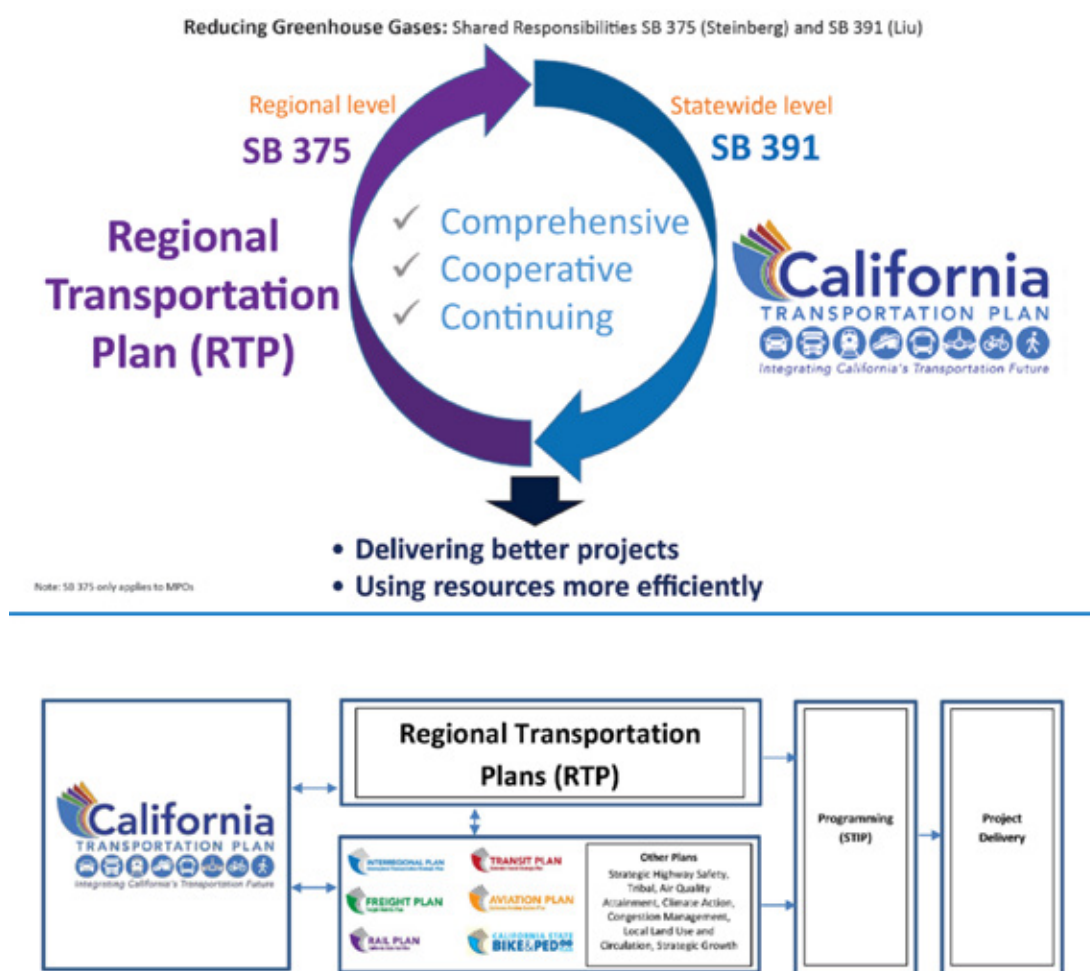 Reducing Greenhouse Gases: Shared Responsibilities SB 375 (Steinberg) and SB 391 (Liu)
Regional level
SB 375
Statewide level
SB 391
Regional
Transportation
Plan (RTP)
✓ Comprehensive
✓ Cooperative
✓ Continuing
California
TRANSPORTATION PLAN
Integrating California's Transportation Future
• Delivering better projects
• Using resources more efficiently
Note: SB 375 only applies to MPOs
California
TRANSPORTATION PLAN
Integrating California's Transportation Future
Regional Transportation
Plans (RTP)
INTERREGIONAL PLAN
TRANSIT PLAN
FREIGHT PLAN
AVIATION PLAN
RAIL PLAN
CALIFORNIA STATE
BIKE & PED
Other Plans
Strategic Highway Safety,
Tribal, Air Quality
Attainment, Climate Action,
Congestion Management,
Local Land Use and
Circulation, Strategic Growth
Programming
(STIP)
Project
Delivery